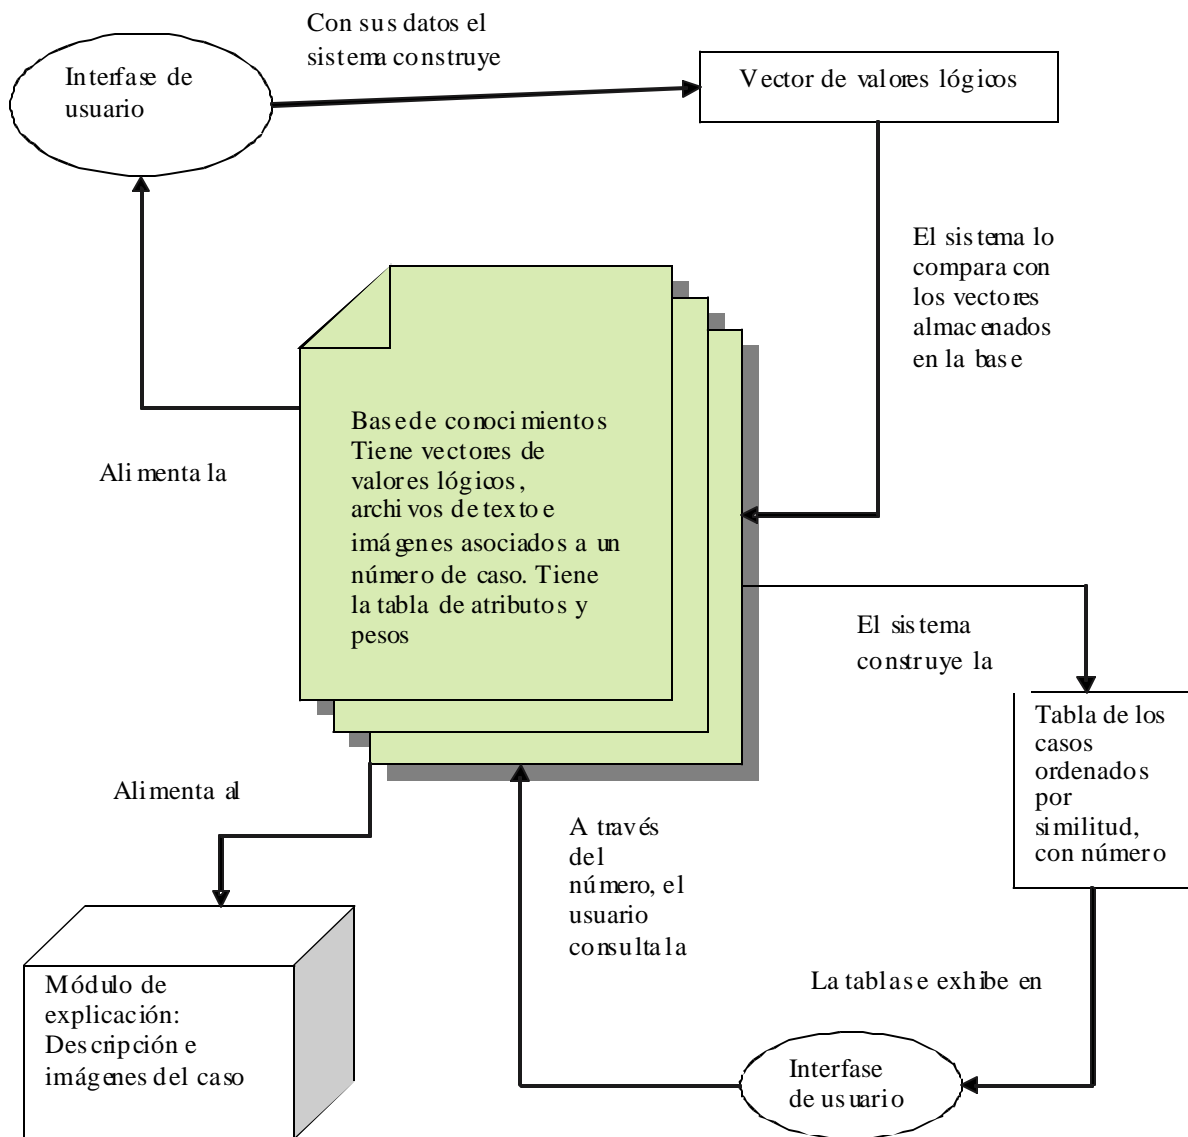 Con sus datos el
sistema construye
Interfase de
usuario
Vector de valores lógicos
El sistema lo
compara con
los vectores
almacenados
en la base
Base de conocimientos
Tiene vectores de
valores lógicos,
archivos de texto e
imágenes asociados a un
número de caso. Tiene
la tabla de atributos y
pesos
Alimenta la
El sistema
construye la
Tabla de los
casos
ordenados
por
similitud,
con número
Alimenta al
A través
del
número, el
usuario
consulta la
La tabla se exhibe en
Módulo de
explicación:
Descripción e
imágenes del caso
Interfase
de usuario